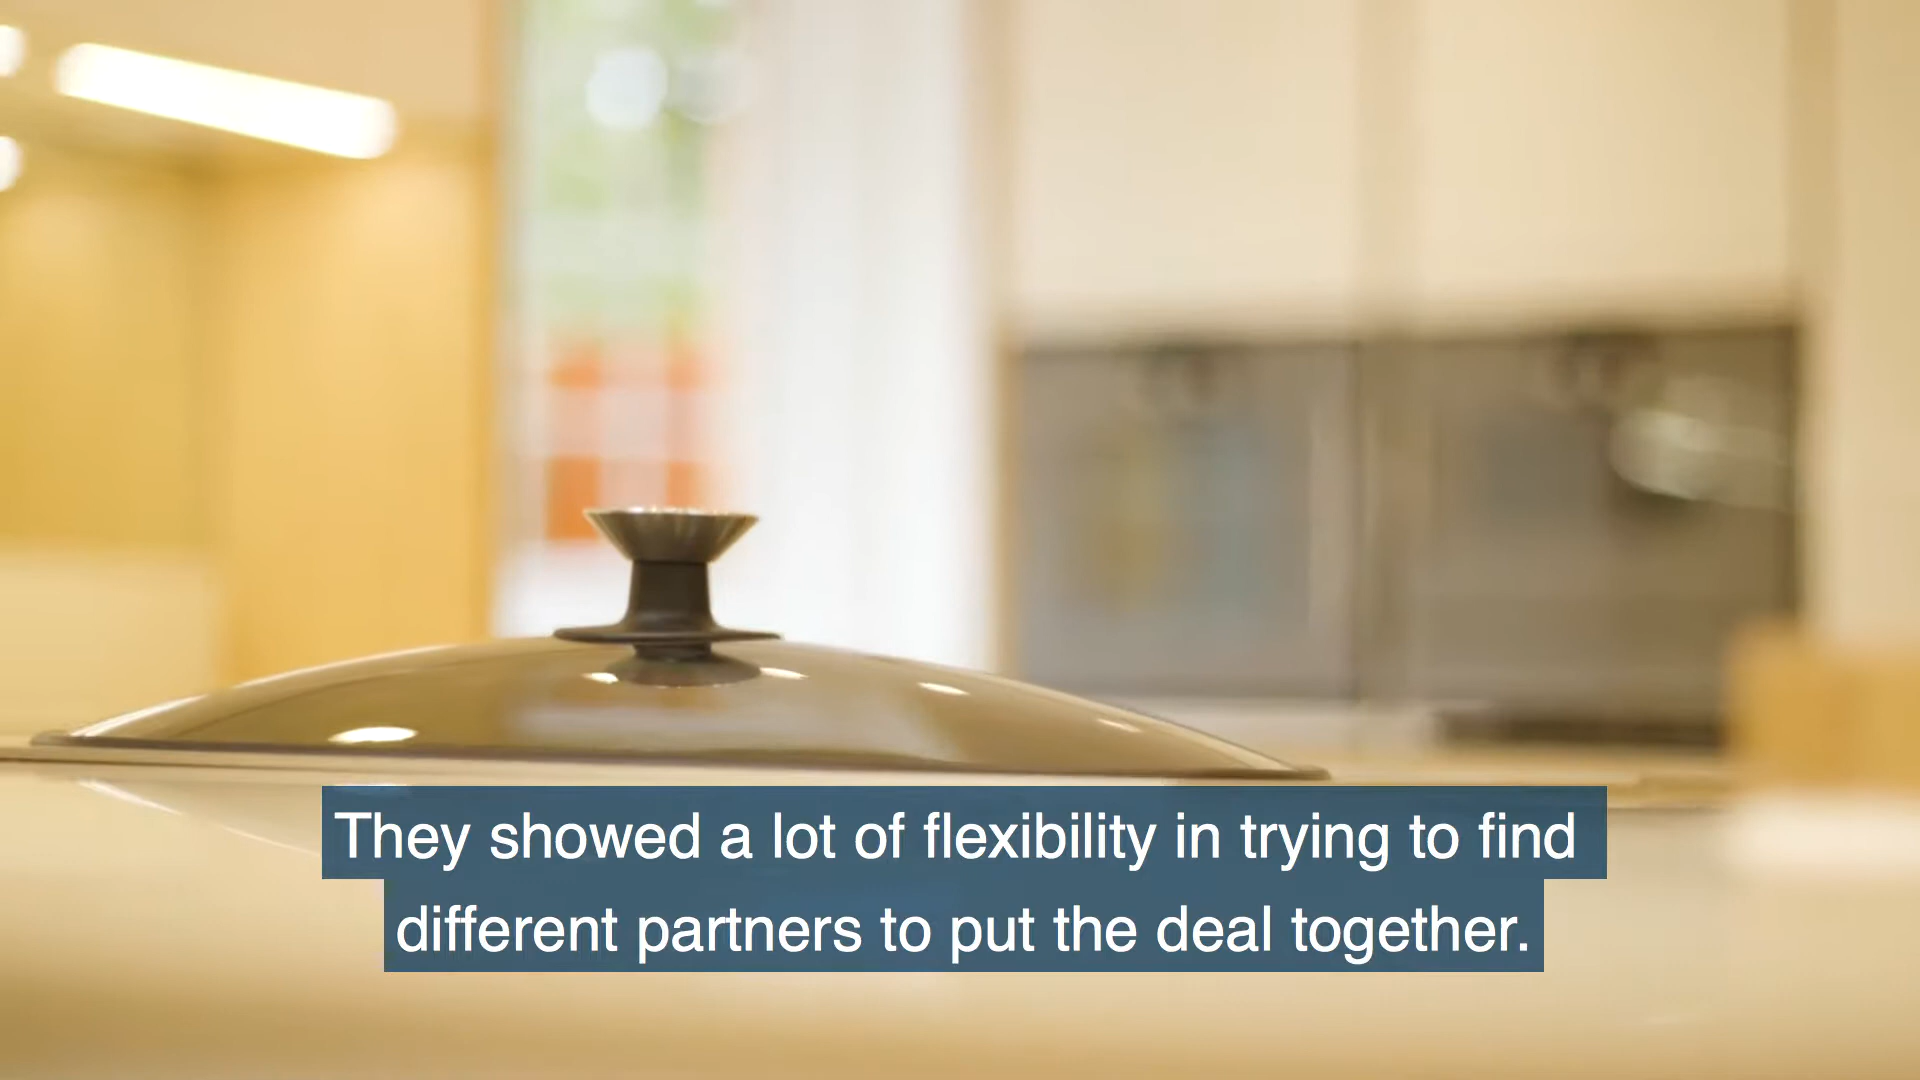 They showed a lot of flexibility in trying to find
different partners to put the deal together.